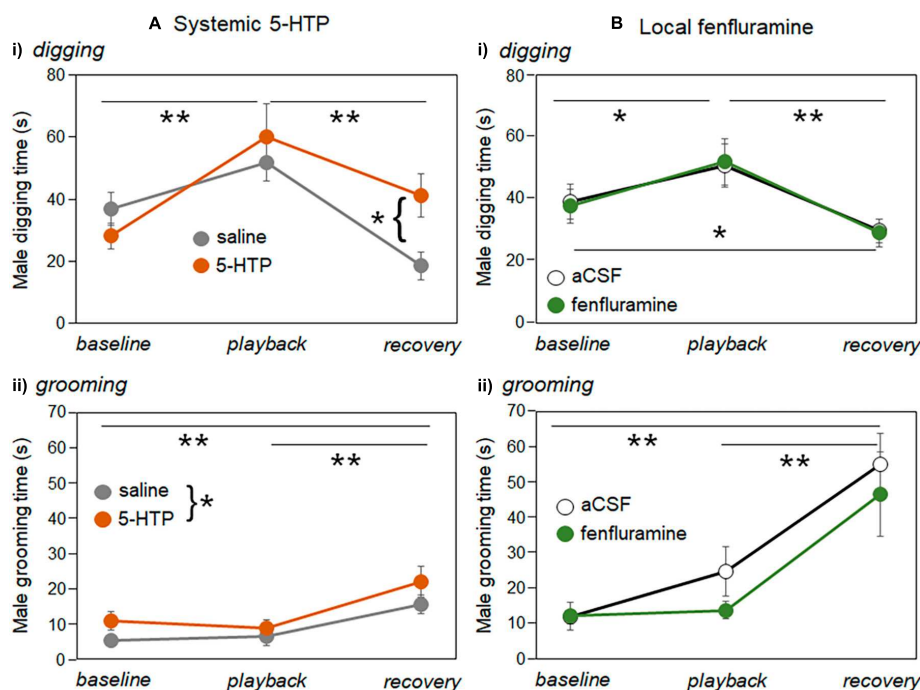 A Systemic 5-HTP
i) digging
Male digging time (s)
80
60
40
20
0
** **
*{
saline
5-HTP
baseline playback recovery
B Local fenfluramine
i) digging
Male digging time (s)
80
60
40
20
0
* **
*
aCSF
fenfluramine
baseline playback recovery
ii) grooming
Male grooming time (s)
70
60
50
40
30
20
10
0
**
**
saline
5-HTP
}*
baseline playback recovery
ii) grooming
Male grooming time (s)
70
60
50
40
30
20
10
0
**
**
aCSF
fenfluramine
baseline playback recovery